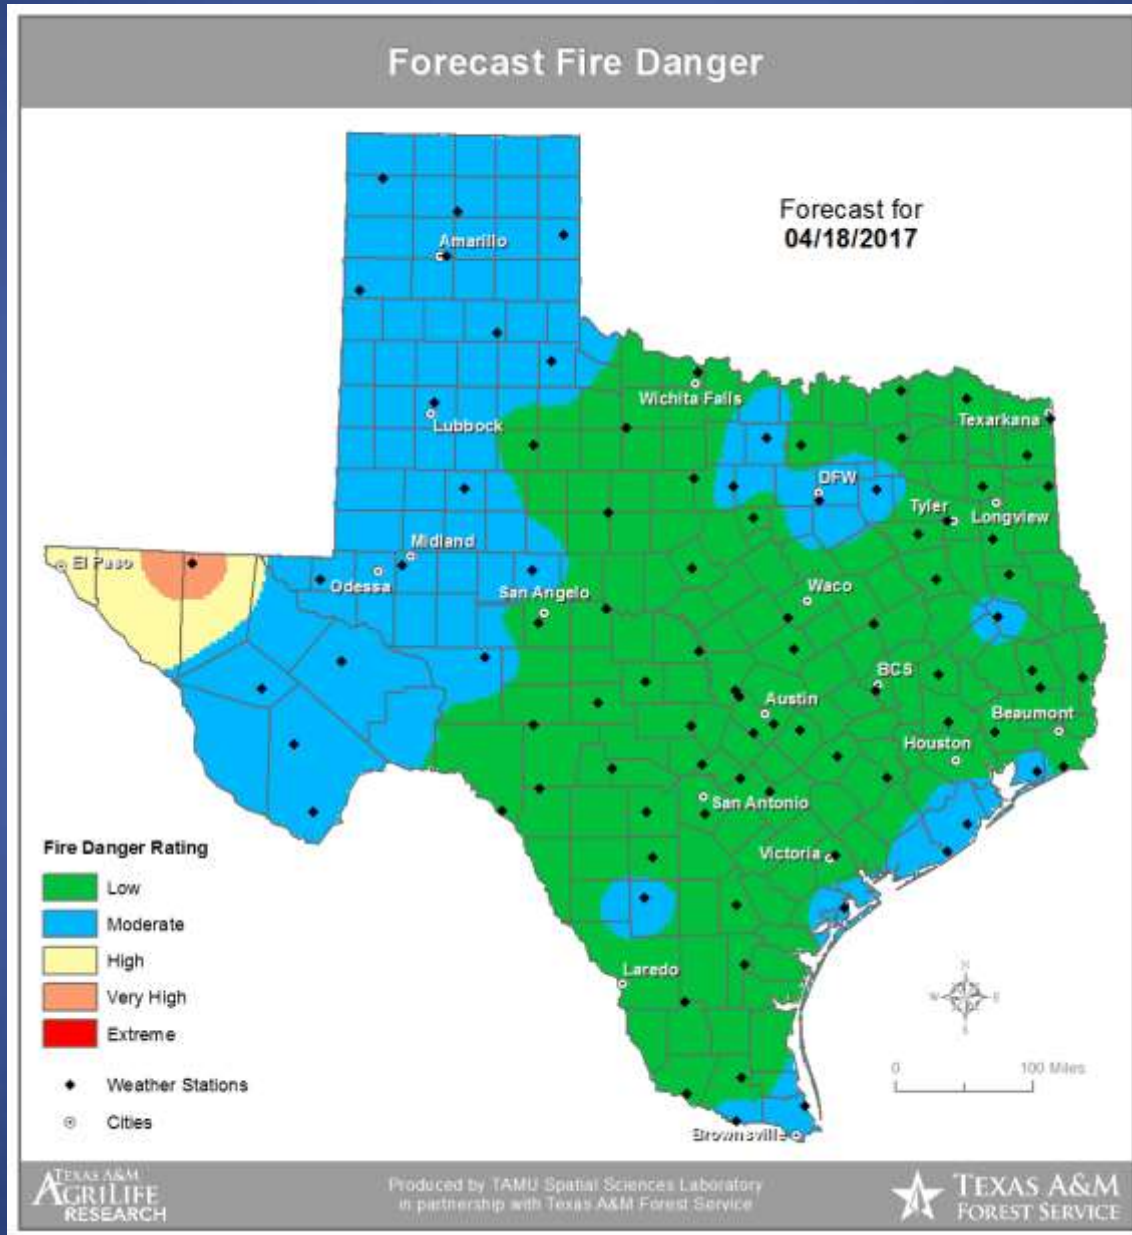 Forecast Fire Danger
Forecast for
04/18/2017
Amarillo
Wichita Falls
Lubbock
Texarkana
DFW
Tyler
Longview
Midland
El Paso
Odessa
San Angelo
Waco
BCS
Austin
Beaumont
Houston
San Antonio
Victoria
Laredo
Brownsville
Fire Danger Rating
Low
Moderate
High
Very High
Extreme
Weather Stations
Cities
N
W E
S
0 100 Miles
TEXAS A&M
AGRILIFE
RESEARCH
Produced by TAMU Spatial Sciences Laboratory
in partnership with Texas A&M Forest Service
TEXAS A&M
FOREST SERVICE